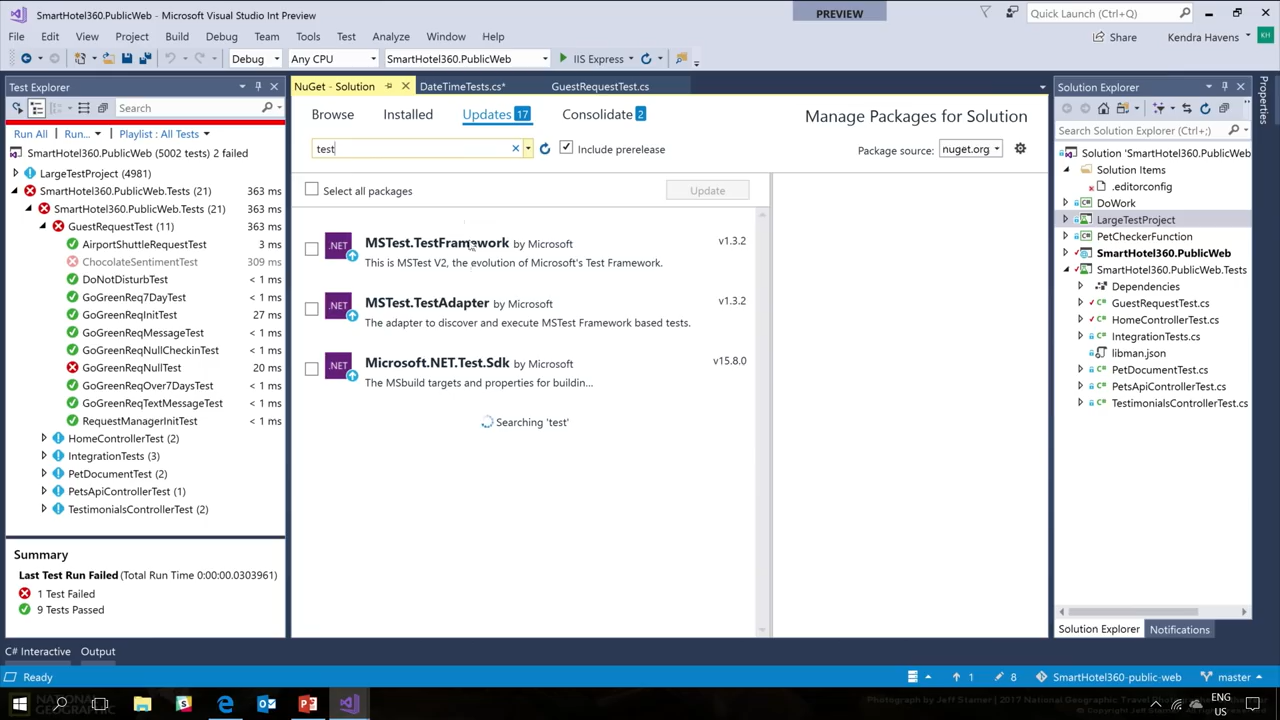 SmartHotel360.PublicWeb - Microsoft Visual Studio Int Preview
PREVIEW
Quick Launch (Ctrl+Q)
File Edit View Project Build Debug Team Tools Test Analyze Window Help
Share
Kendra Havens
KH
Debug
Any CPU
SmartHotel360.PublicWeb
IIS Express
Test Explorer
Search
Run All
Run...
Playlist : All Tests
SmartHotel360.PublicWeb (5002 tests) 2 failed
LargeTestProject (4981)
SmartHotel360.PublicWeb.Tests (21) 363 ms
SmartHotel360.PublicWeb.Tests (21) 363 ms
GuestRequestTest (11) 363 ms
AirportShuttleRequestTest 3 ms
ChocolateSentimentTest 309 ms
DoNotDisturbTest < 1 ms
GoGreenReq7DayTest < 1 ms
GoGreenReqInitTest 27 ms
GoGreenReqMessageTest < 1 ms
GoGreenReqNullCheckinTest < 1 ms
GoGreenReqNullTest 20 ms
GoGreenReqOver7DaysTest < 1 ms
GoGreenReqTextMessageTest < 1 ms
RequestManagerInitTest < 1 ms
HomeControllerTest (2)
IntegrationTests (3)
PetDocumentTest (2)
PetsApiControllerTest (1)
TestimonialsControllerTest (2)
Summary
Last Test Run Failed (Total Run Time 0:00:00.0303961)
1 Test Failed
9 Tests Passed
NuGet - Solution
DateTimeTests.cs*
GuestRequestTest.cs
Browse
Installed
Updates 17
Consolidate 2
Manage Packages for Solution
test
Include prerelease
Package source: nuget.org
Select all packages
Update
.NET
MSTest.TestFramework by Microsoft
v1.3.2
This is MSTest V2, the evolution of Microsoft's Test Framework.
.NET
MSTest.TestAdapter by Microsoft
v1.3.2
The adapter to discover and execute MSTest Framework based tests.
.NET
Microsoft.NET.Test.Sdk by Microsoft
v15.8.0
The MSbuild targets and properties for buildin...
Searching 'test'
Solution Explorer
Search Solution Explorer (Ctrl+;)
Solution 'SmartHotel360.PublicWeb
Solution Items
.editorconfig
DoWork
LargeTestProject
PetCheckerFunction
SmartHotel360.PublicWeb
SmartHotel360.PublicWeb.Tests
Dependencies
GuestRequestTest.cs
HomeControllerTest.cs
IntegrationTests.cs
libman.json
PetDocumentTest.cs
PetsApiControllerTest.cs
TestimonialsControllerTest.cs
Solution Explorer
Notifications
Properties
C# Interactive
Output
Ready
1
8
SmartHotel360-public-web
master
NATIONAL
GEOGRAPHIC
ENG
US